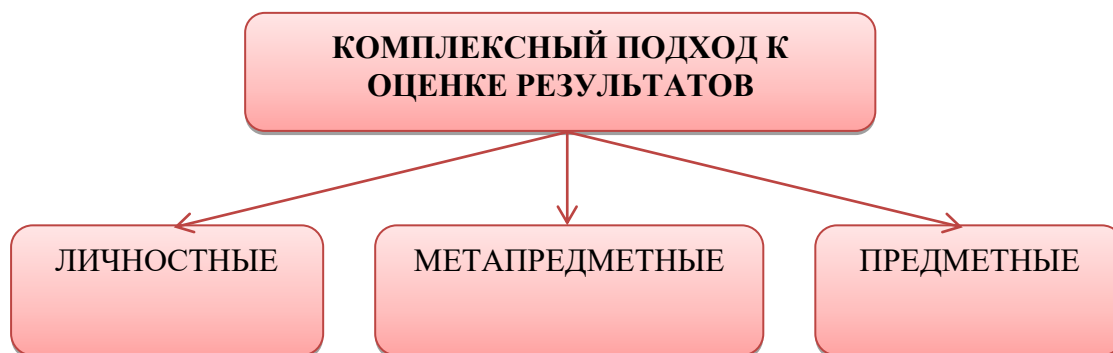 КОМПЛЕКСНЫЙ ПОДХОД К
ОЦЕНКЕ РЕЗУЛЬТАТОВ
ЛИЧНОСТНЫЕ
МЕТАПРЕДМЕТНЫЕ
ПРЕДМЕТНЫЕ